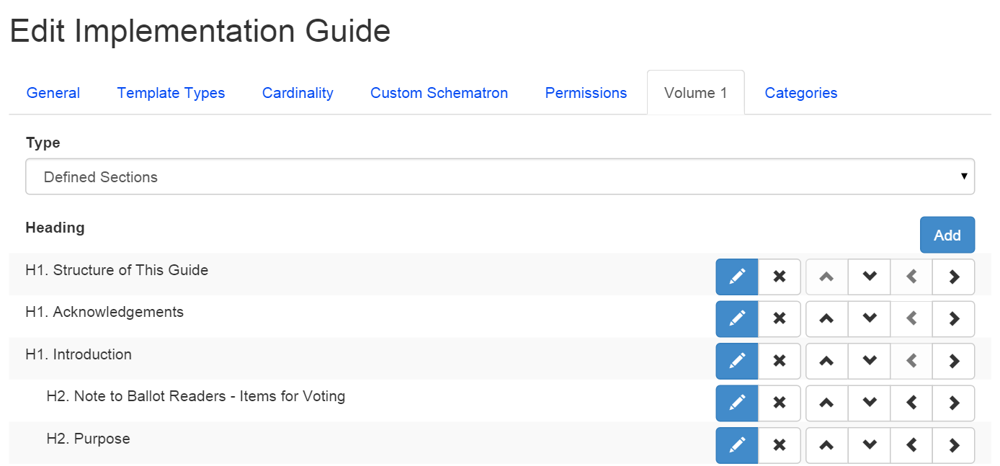 Edit Implementation Guide
General Template Types Cardinality Custom Schematron Permissions Volume 1 Categories
Type
Defined Sections
Heading
Add
H1. Structure of This Guide
H1. Acknowledgements
H1. Introduction
H2. Note to Ballot Readers - Items for Voting
H2. Purpose